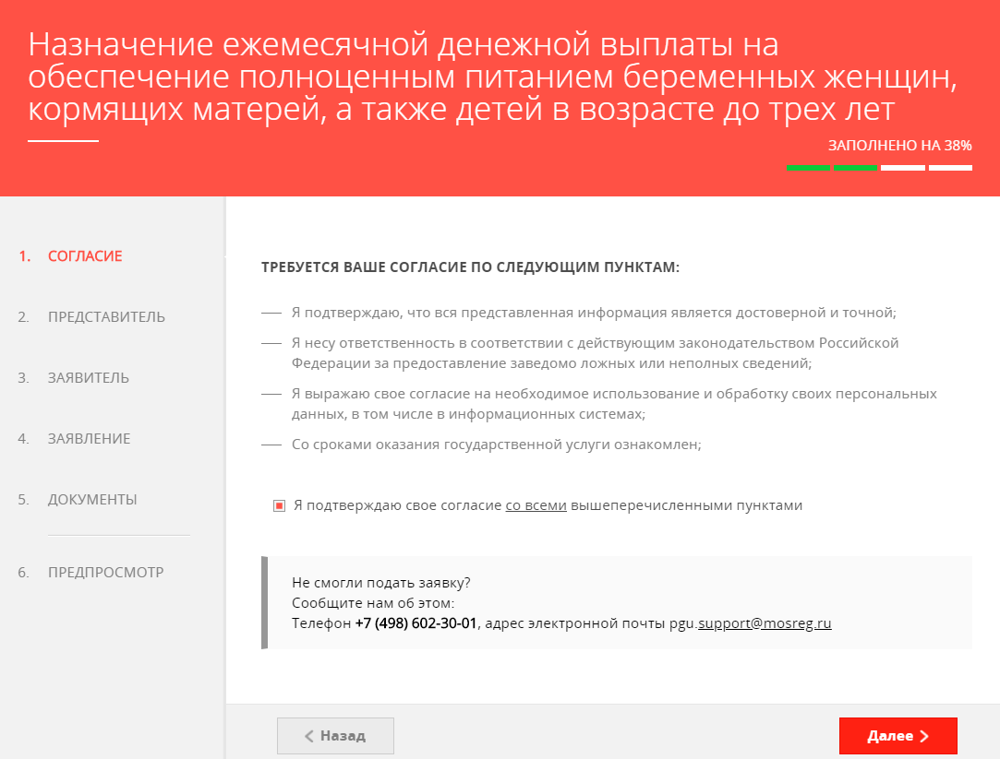 Назначение ежемесячной денежной выплаты на
обеспечение полноценным питанием беременных женщин,
кормящих матерей, а также детей в возрасте до трех лет
ЗАПОЛНЕНО НА 38%
1. СОГЛАСИЕ
2. ПРЕДСТАВИТЕЛЬ
3. ЗАЯВИТЕЛЬ
4. ЗАЯВЛЕНИЕ
5. ДОКУМЕНТЫ
6. ПРЕДПРОСМОТР
ТРЕБУЕТСЯ ВАШЕ СОГЛАСИЕ ПО СЛЕДУЮЩИМ ПУНКТАМ:
— Я подтверждаю, что вся представленная информация является достоверной и точной;
— Я несу ответственность в соответствии с действующим законодательством Российской
Федерации за предоставление заведомо ложных или неполных сведений;
— Я выражаю свое согласие на необходимое использование и обработку своих персональных
данных, в том числе в информационных системах;
— Со сроками оказания государственной услуги ознакомлен;
Я подтверждаю свое согласие со всеми вышеперечисленными пунктами
Не смогли подать заявку?
Сообщите нам об этом:
Телефон +7 (498) 602-30-01, адрес электронной почты pgu.support@mosreg.ru
Назад
Далее